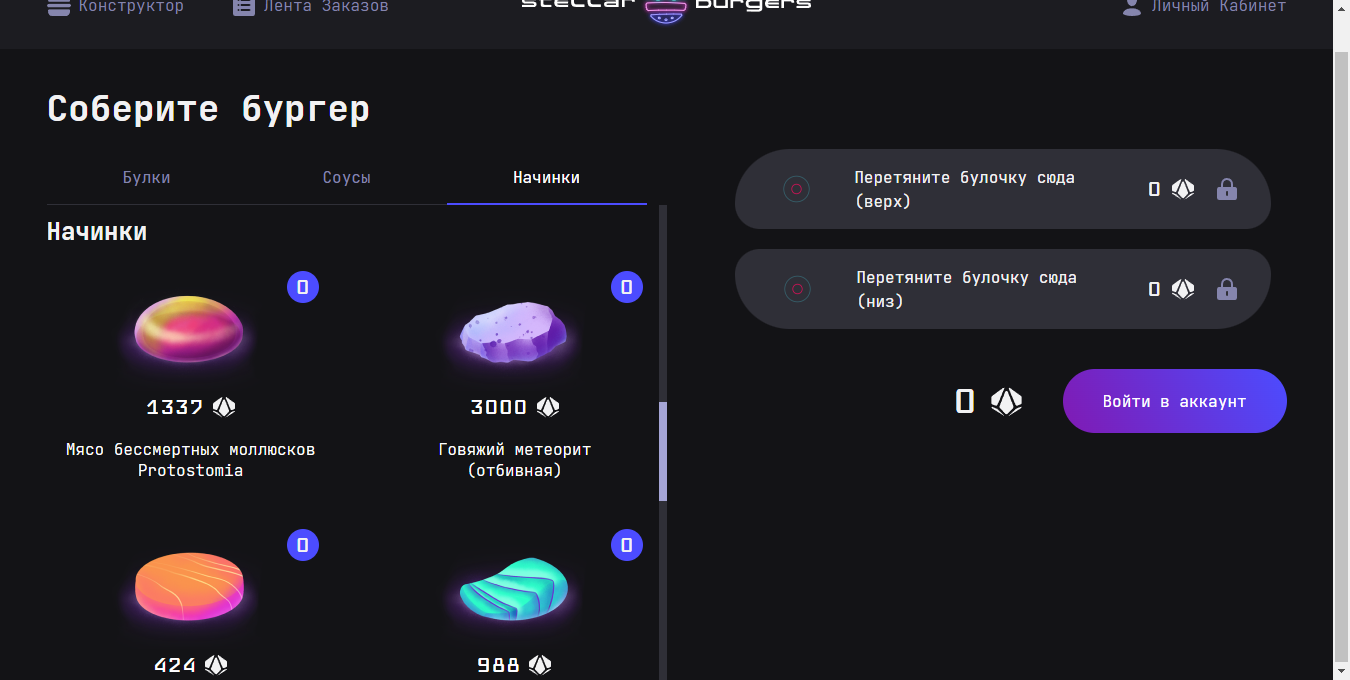 Конструктор
Лента Заказов
stellar burgers
Личный Кабинет
Соберите бургер
Булки
Соусы
Начинки
Начинки
0
0
1337
3000
Мясо бессмертных моллюсков
Protostomia
Говяжий метеорит
(отбивная)
0
0
424
988
Перетяните булочку сюда
(верх)
0
Перетяните булочку сюда
(низ)
0
0
Войти в аккаунт